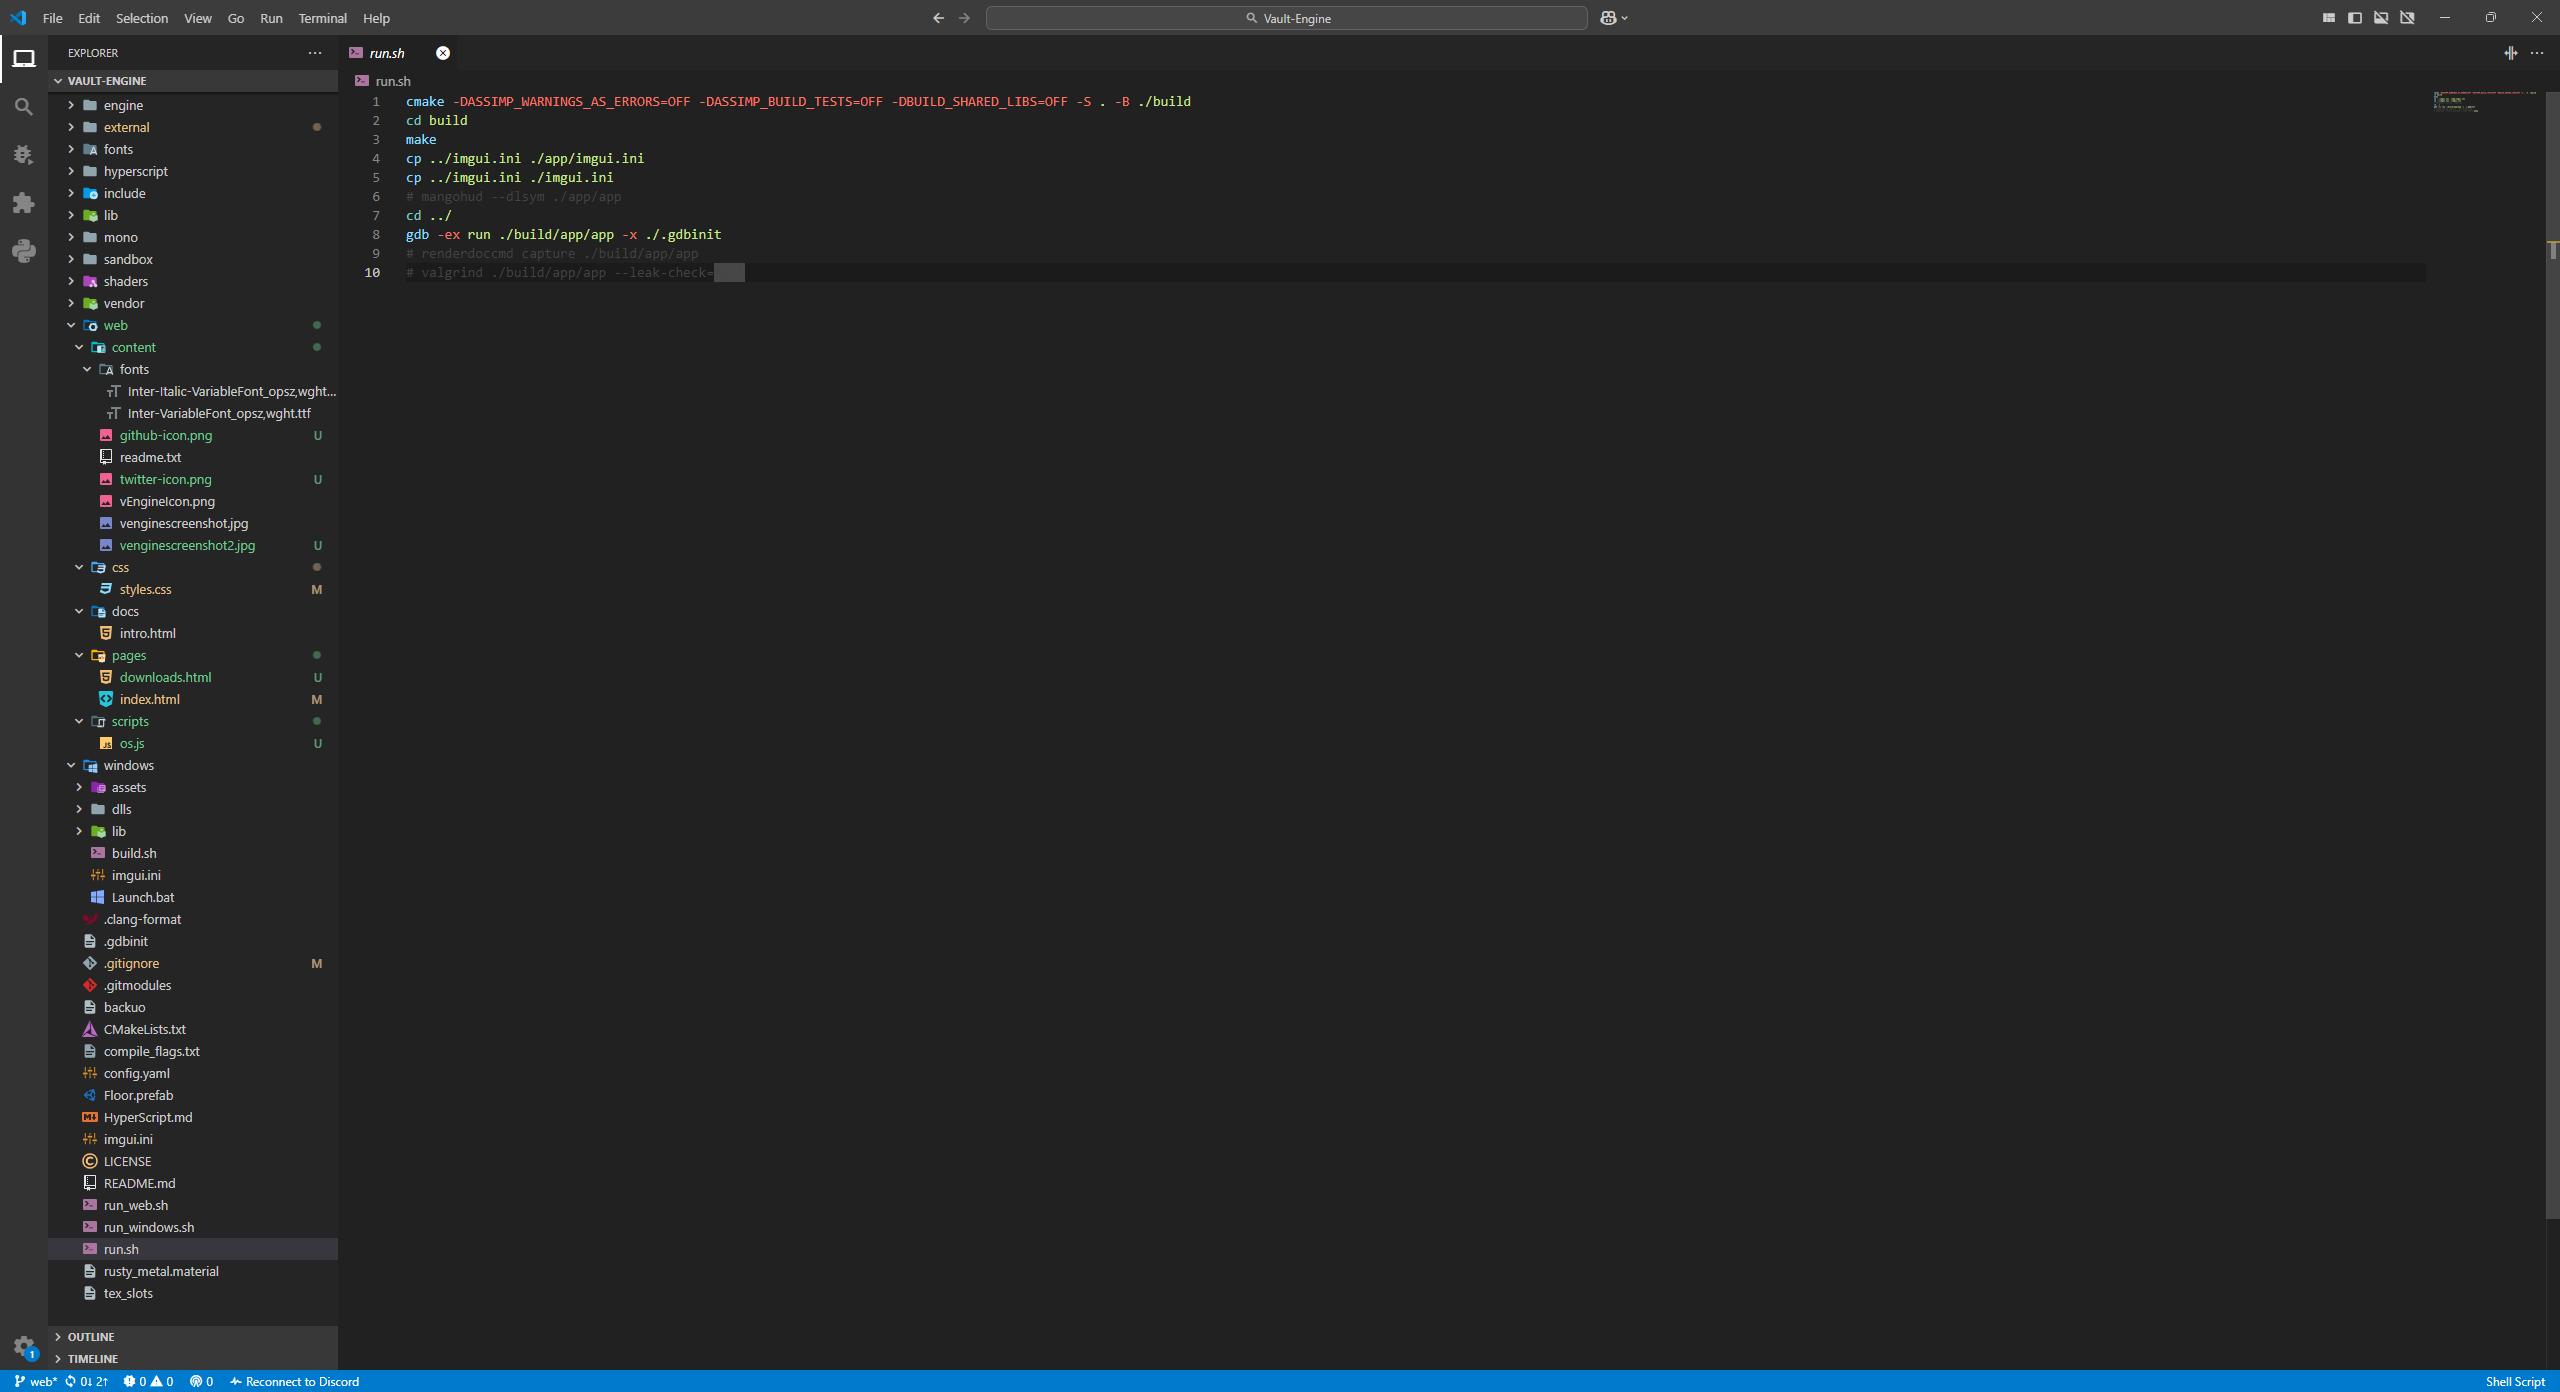 File Edit Selection View Go Run Terminal Help
Vault-Engine
EXPLORER
VAULT-ENGINE
engine
external
fonts
hyperscript
include
lib
mono
sandbox
shaders
vendor
web
content
fonts
Inter-Italic-VariableFont_opsz,wght...
Inter-VariableFont_opsz,wght.ttf
github-icon.png U
readme.txt
twitter-icon.png U
vEngineIcon.png
venginescreenshot.jpg
venginescreenshot2.jpg U
css
styles.css M
docs
intro.html
pages
downloads.html U
index.html M
scripts
os.js U
windows
assets
dlls
lib
build.sh
imgui.ini
Launch.bat
.clang-format
.gdbinit
.gitignore M
.gitmodules
backuo
CMakeLists.txt
compile_flags.txt
config.yaml
Floor.prefab
HyperScript.md
imgui.ini
LICENSE
README.md
run_web.sh
run_windows.sh
run.sh
rusty_metal.material
tex_slots
OUTLINE
TIMELINE
run.sh
run.sh
1 cmake -DASSIMP_WARNINGS_AS_ERRORS=OFF -DASSIMP_BUILD_TESTS=OFF -DBUILD_SHARED_LIBS=OFF -S . -B ./build
2 cd build
3 make
4 cp ../imgui.ini ./app/imgui.ini
5 cp ../imgui.ini ./imgui.ini
6 # mangohud --dlsym ./app/app
7 cd ../
8 gdb -ex run ./build/app/app -x ./.gdbinit
9 # renderdoccmd capture ./build/app/app
10 # valgrind ./build/app/app --leak-check=
1
web* 0↓ 2↑ 0 0 0 Reconnect to Discord
Shell Script